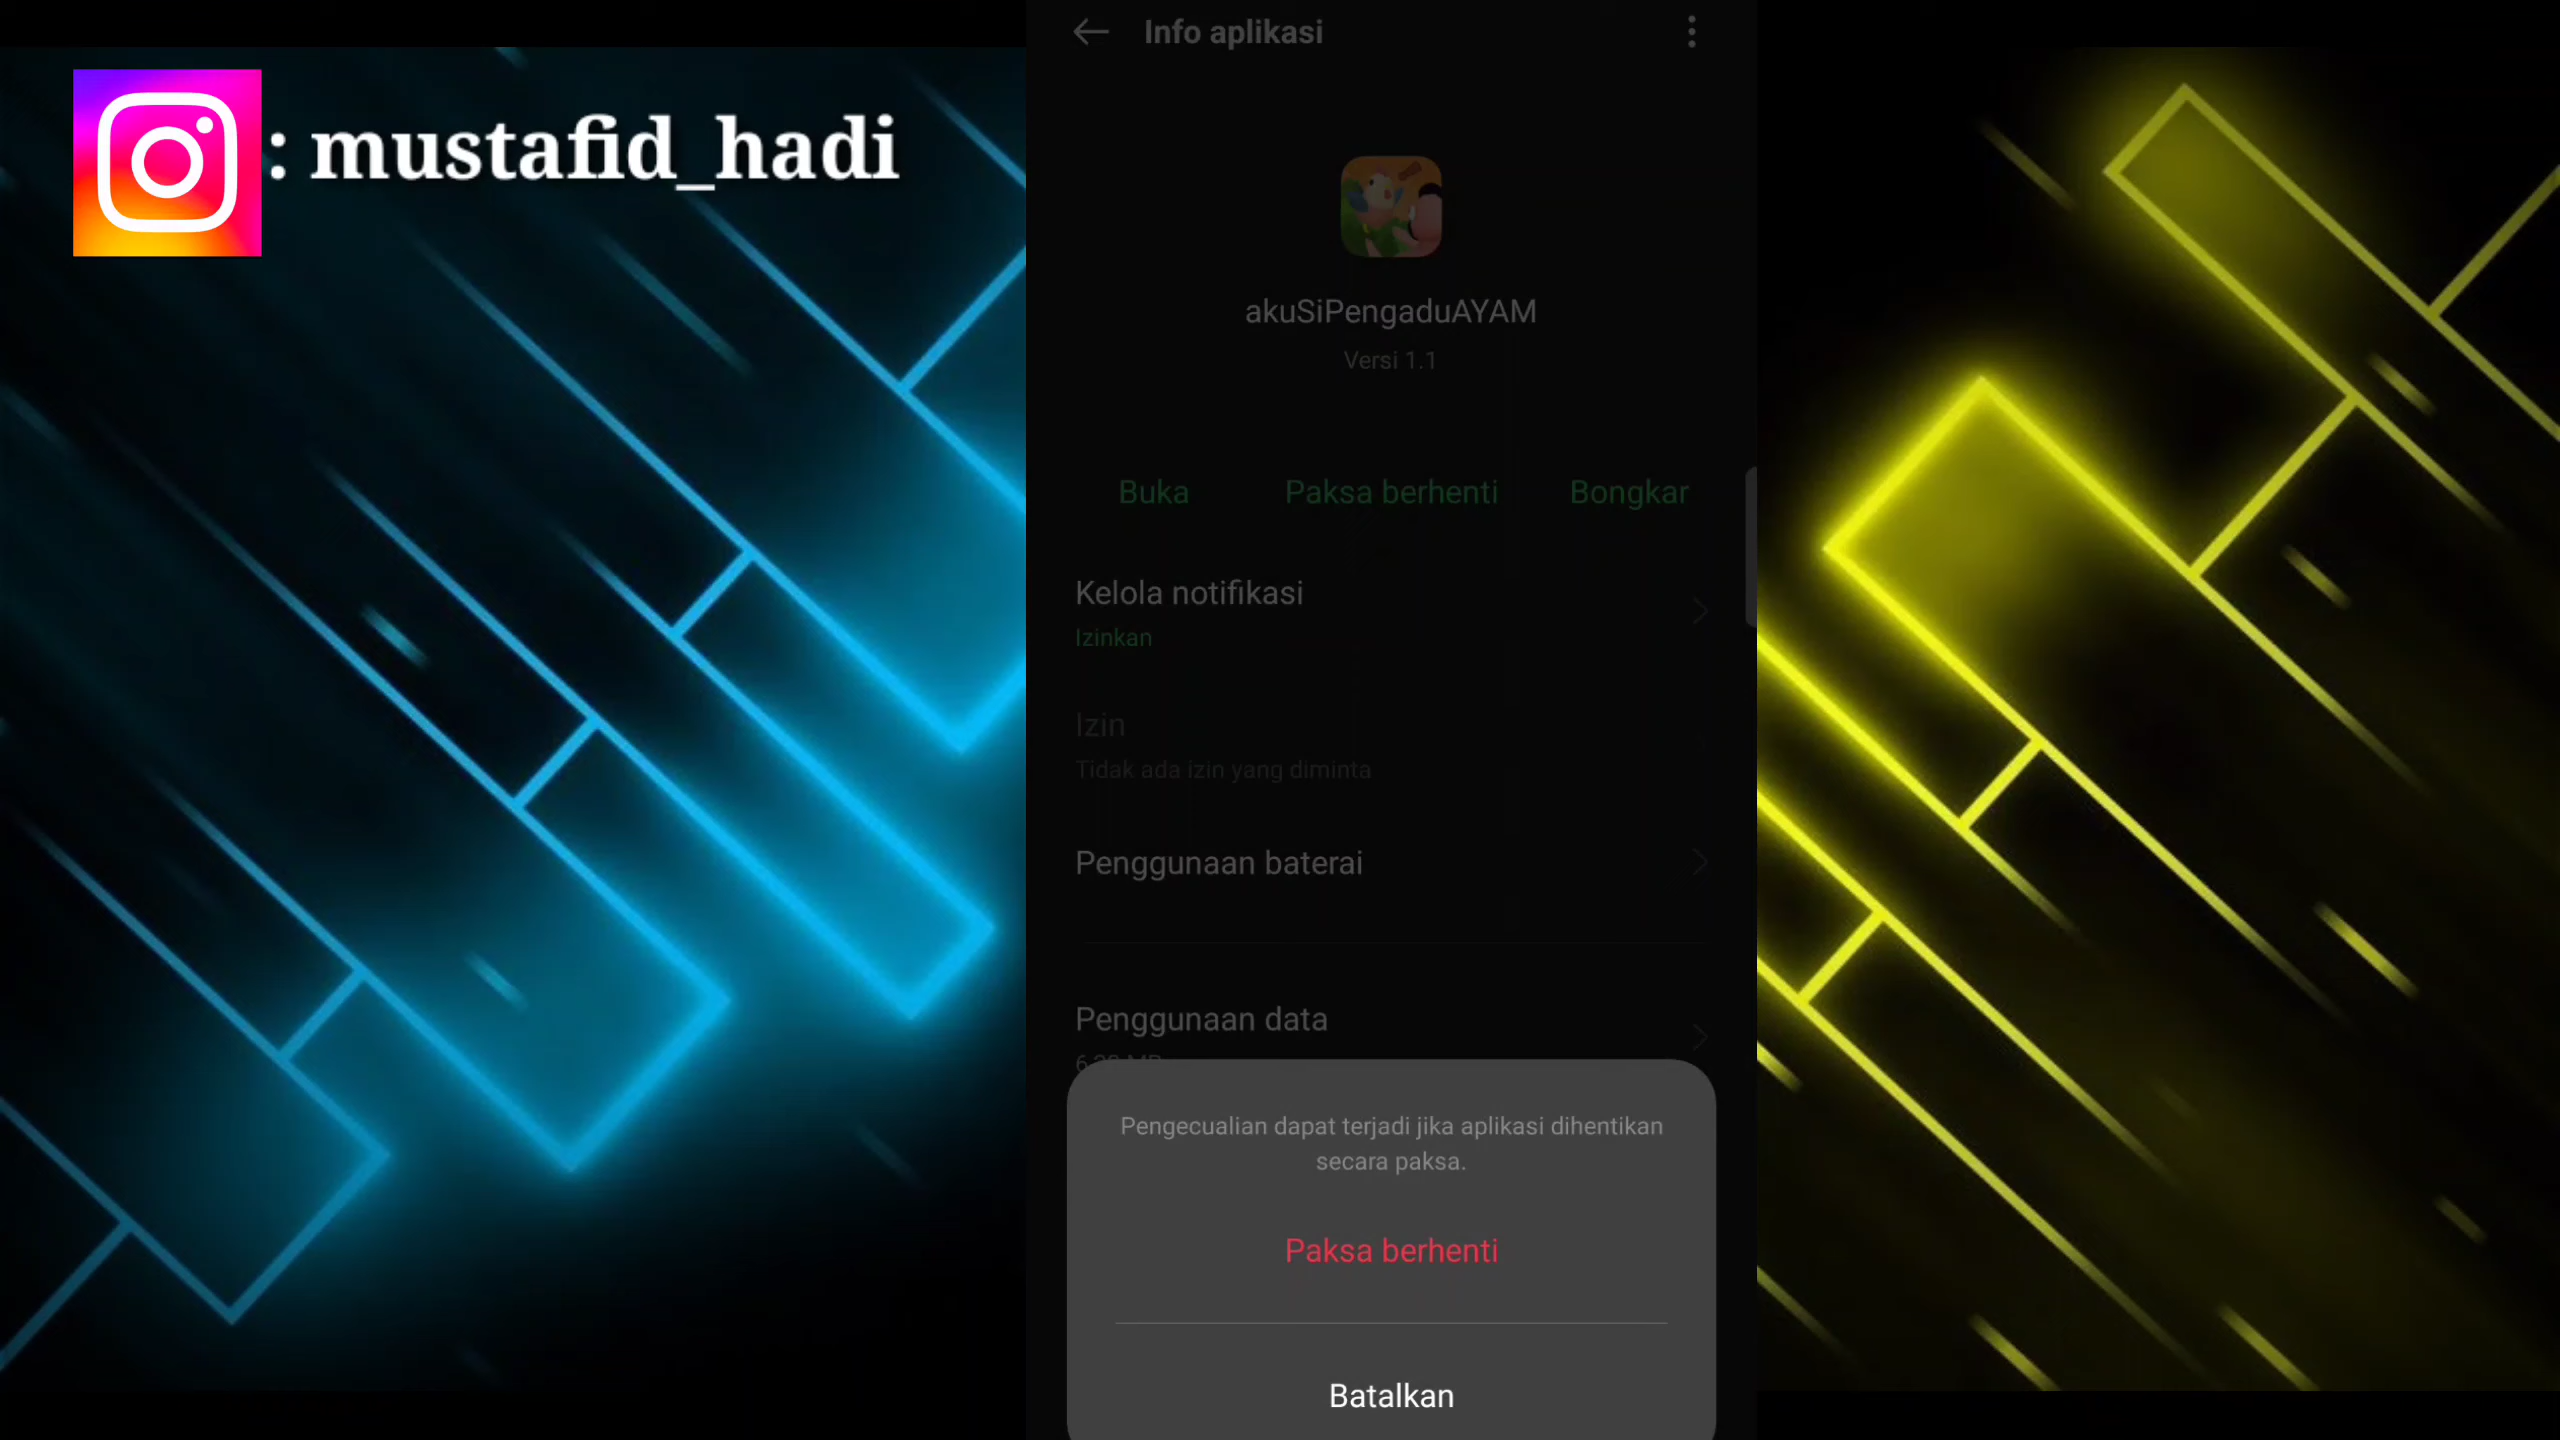 : mustafid_hadi
Info aplikasi
akuSiPengaduAYAM
Versi 1.1
Buka
Paksa berhenti
Bongkar
Kelola notifikasi
Izinkan
Izin
Tidak ada izin yang diminta
Penggunaan baterai
Penggunaan data
Pengecualian dapat terjadi jika aplikasi dihentikan
secara paksa.
Paksa berhenti
Batalkan